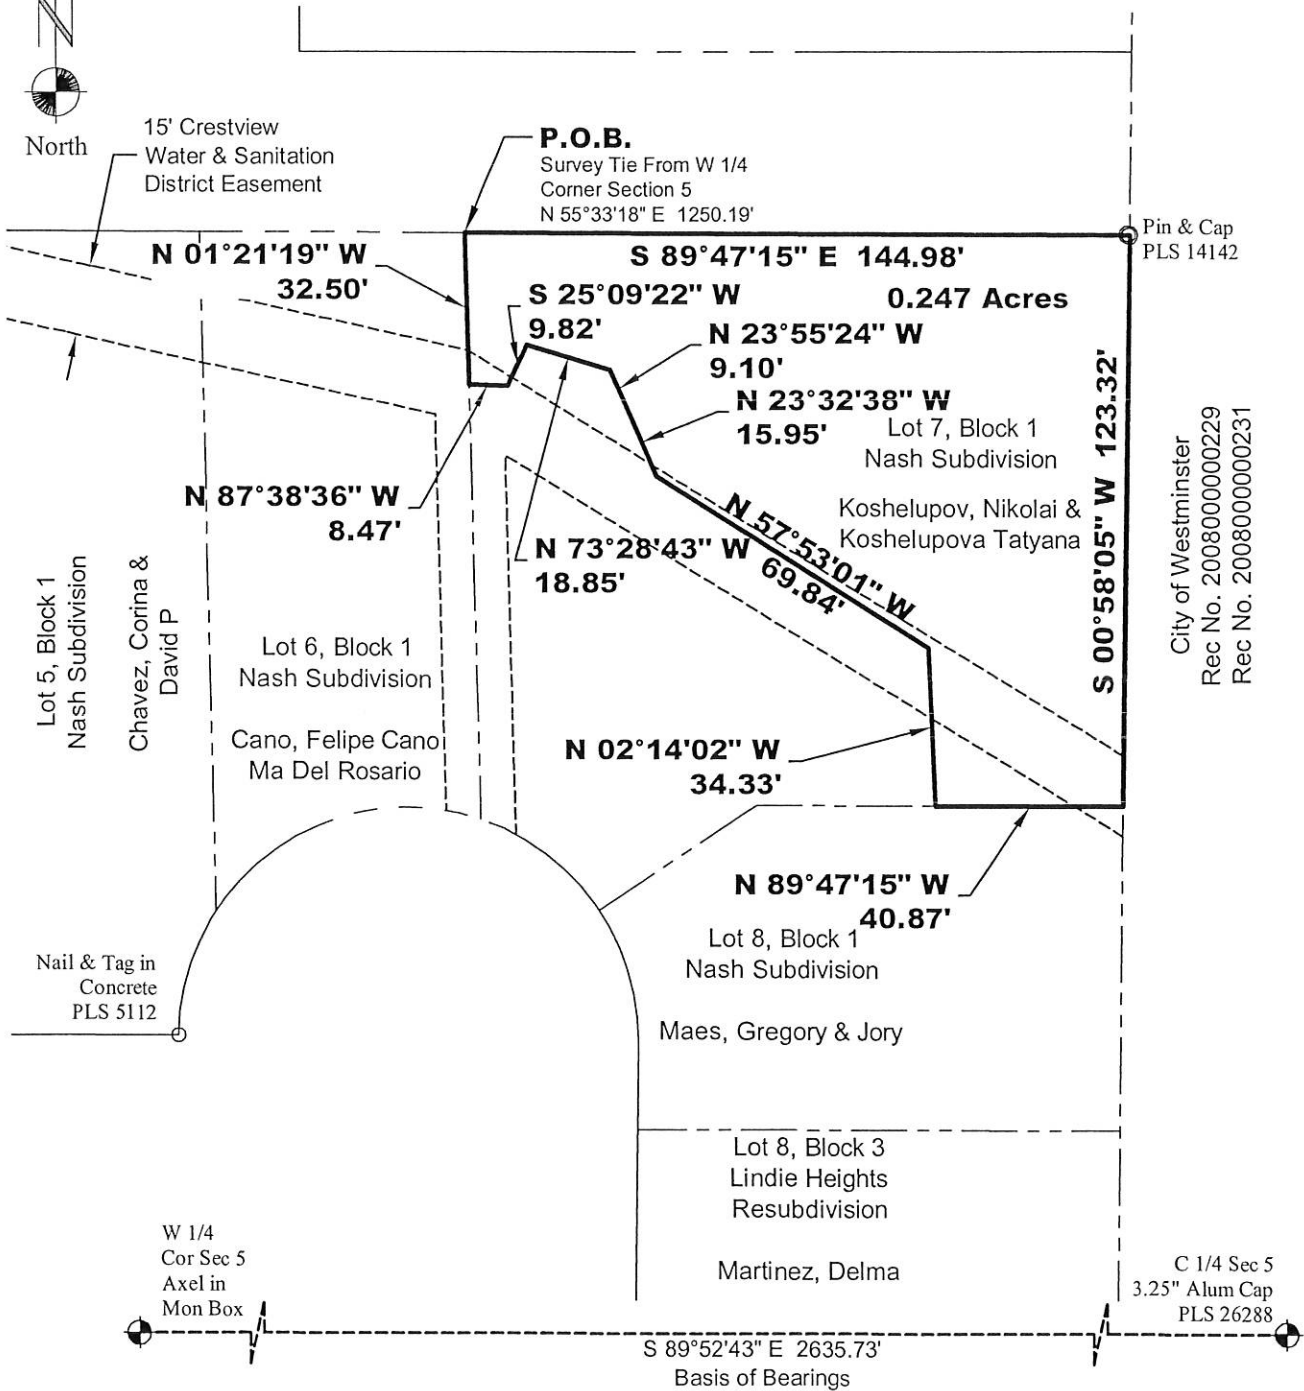 N
North
15' Crestview
Water & Sanitation
District Easement
P.O.B.
Survey Tie From W 1/4
Corner Section 5
N 55°33'18" E 1250.19'
Pin & Cap
PLS 14142
N 01°21'19" W
32.50'
S 89°47'15" E 144.98'
0.247 Acres
S 25°09'22" W
9.82'
N 23°55'24" W
9.10'
N 23°32'38" W
15.95'
Lot 7, Block 1
Nash Subdivision
Koshelupov, Nikolai &
Koshelupova Tatyana
S 00°58'05" W 123.32'
City of Westminster
Rec No. 2008000000229
Rec No. 2008000000231
N 87°38'36" W
8.47'
N 73°28'43" W
18.85'
N 57°53'01" W
69.84'
Lot 5, Block 1
Nash Subdivision
Chavez, Corina &
David P
Lot 6, Block 1
Nash Subdivision
Cano, Felipe Cano
Ma Del Rosario
N 02°14'02" W
34.33'
N 89°47'15" W
40.87'
Lot 8, Block 1
Nash Subdivision
Maes, Gregory & Jory
Nail & Tag in
Concrete
PLS 5112
Lot 8, Block 3
Lindie Heights
Resubdivision
Martinez, Delma
W 1/4
Cor Sec 5
Axel in
Mon Box
C 1/4 Sec 5
3.25" Alum Cap
PLS 26288
S 89°52'43" E 2635.73'
Basis of Bearings